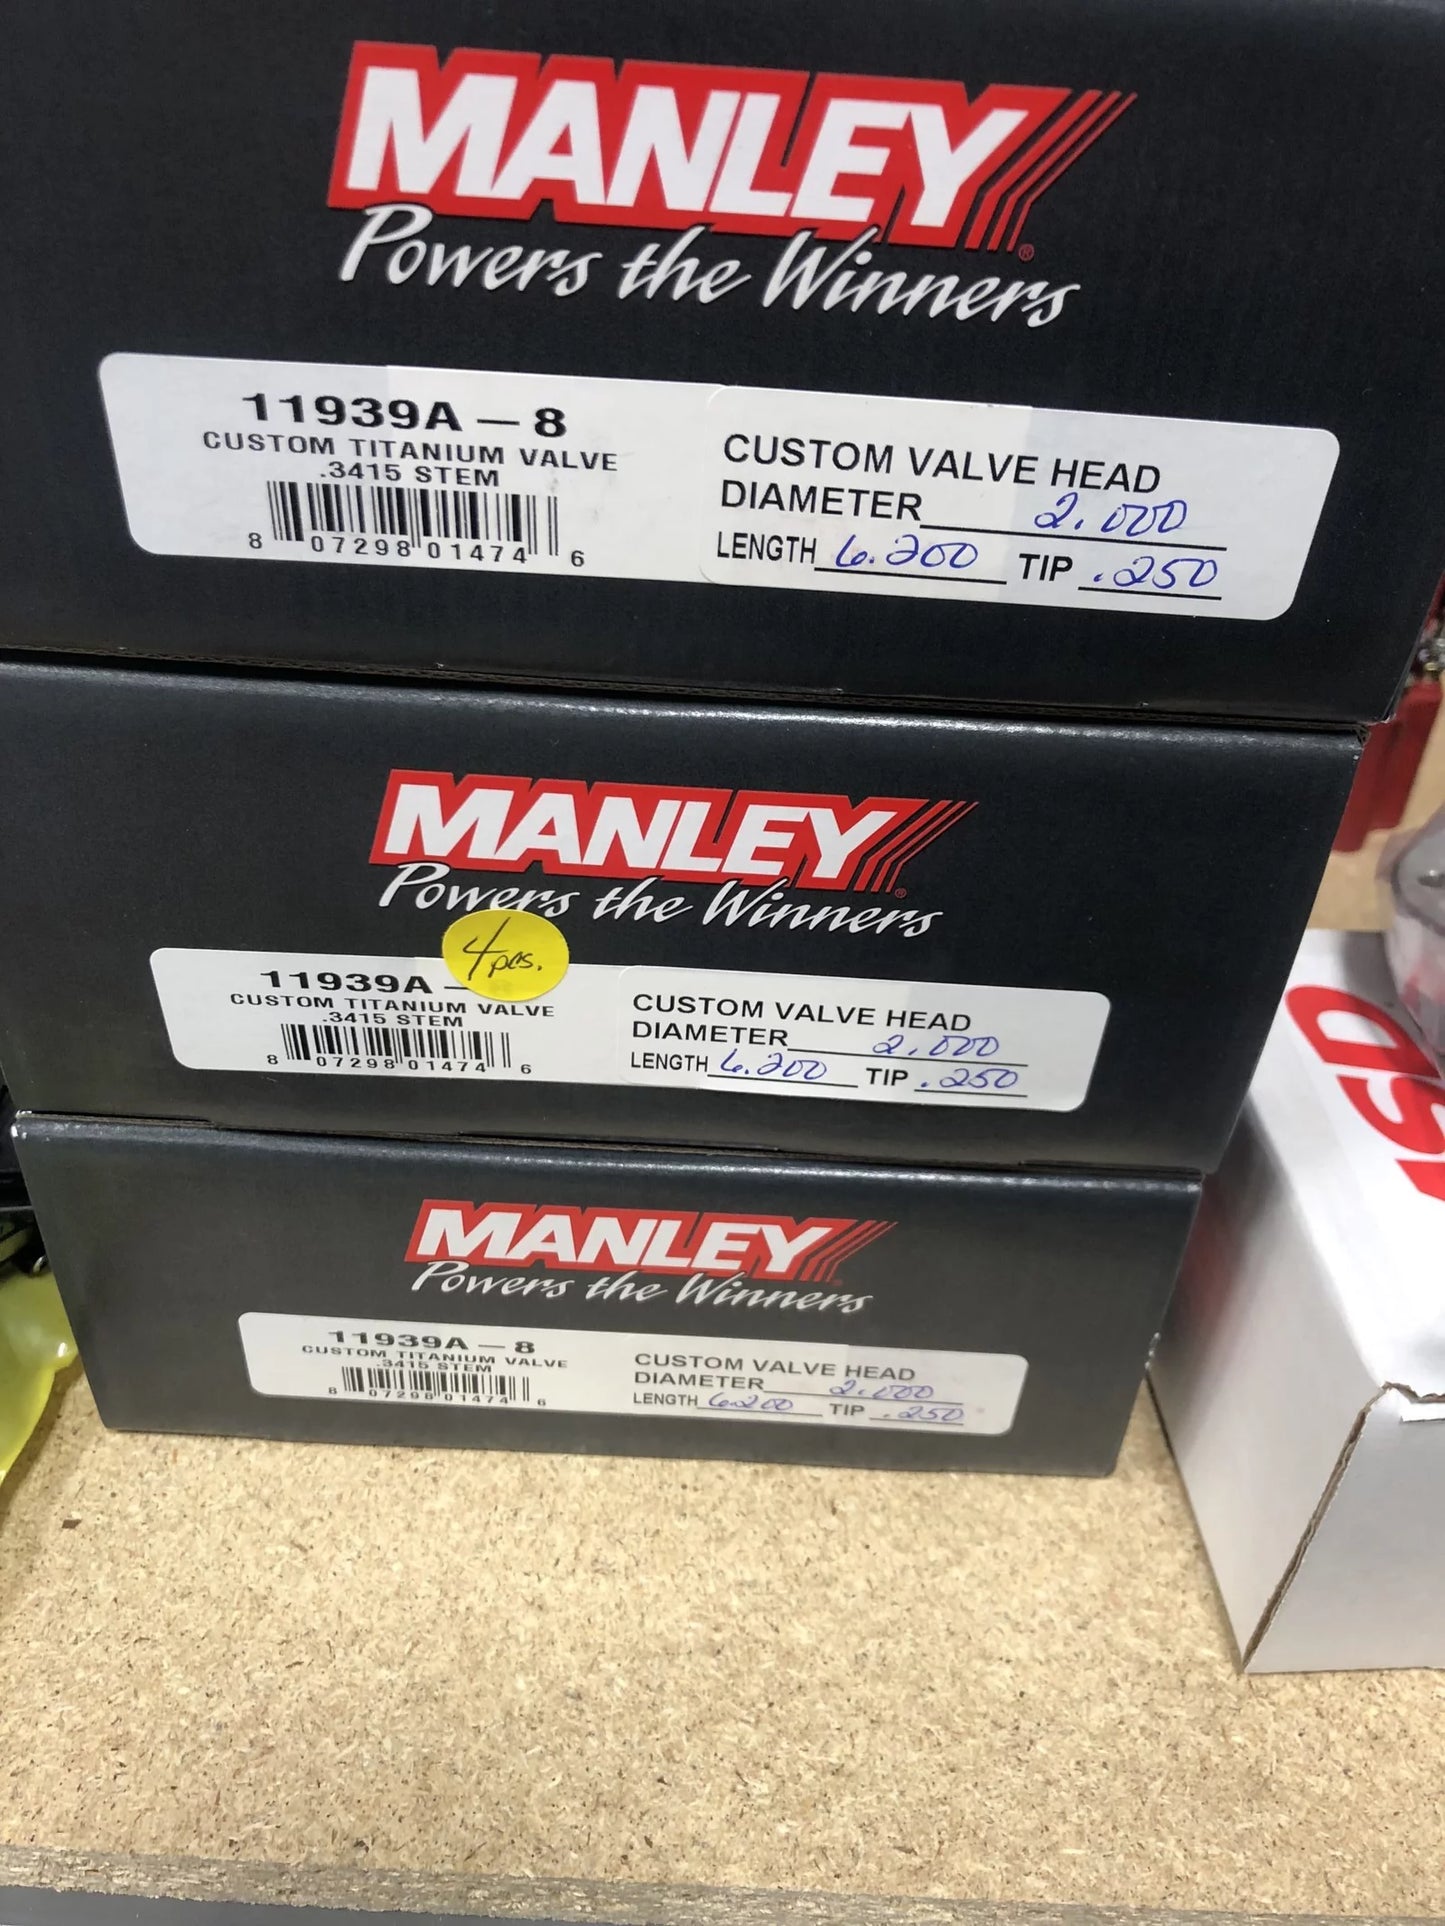 MANLEY®
Powers the Winners
11939A – 8
CUSTOM TITANIUM VALVE
.3415 STEM
8 07298 01474 6
CUSTOM VALVE HEAD
DIAMETER 2.000
LENGTH 6.200 TIP .250
MANLEY®
Powers the Winners
4 pcs.
11939A –
CUSTOM TITANIUM VALVE
.3415 STEM
8 07298 01474 6
CUSTOM VALVE HEAD
DIAMETER 2.000
LENGTH 6.200 TIP .250
MANLEY
Powers the Winners
11939A – 8
CUSTOM TITANIUM VALVE
.3415 STEM
8 07298 01474 6
CUSTOM VALVE HEAD
DIAMETER 2.000
LENGTH 6.200 TIP .250